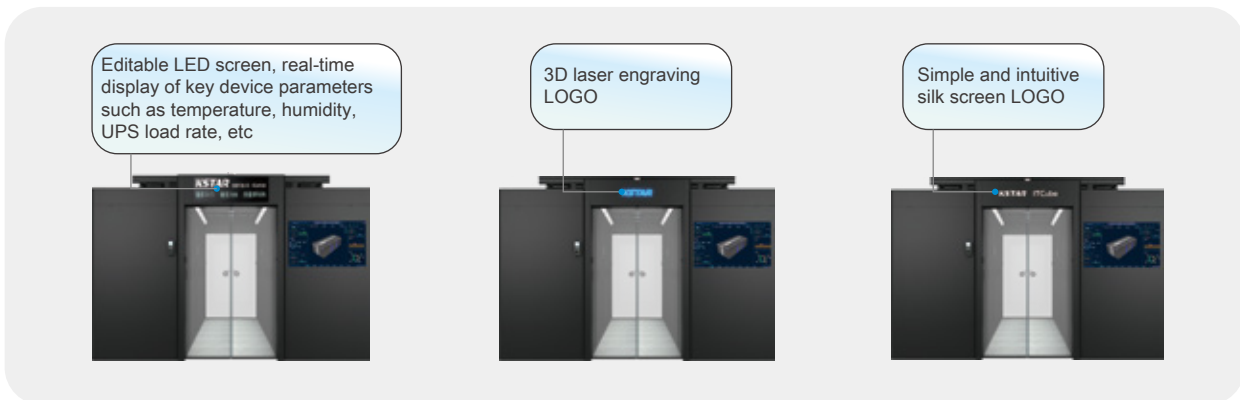 Editable LED screen, real-time
display of key device parameters
such as temperature, humidity,
UPS load rate, etc
3D laser engraving
LOGO
Simple and intuitive
silk screen LOGO
KSTAR
KSTAR
KSTAR ITCube